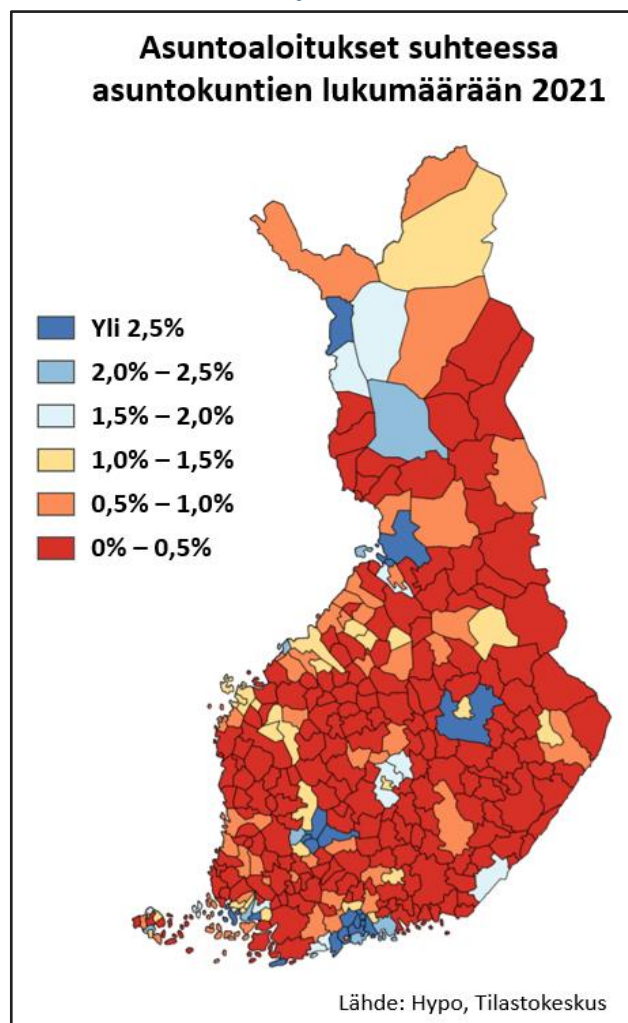 Asuntoaloitukset suhteessa
asuntokuntien lukumäärään 2021
Yli 2,5%
2,0% – 2,5%
1,5% – 2,0%
1,0% – 1,5%
0,5% – 1,0%
0% – 0,5%
Lähde: Hypo, Tilastokeskus